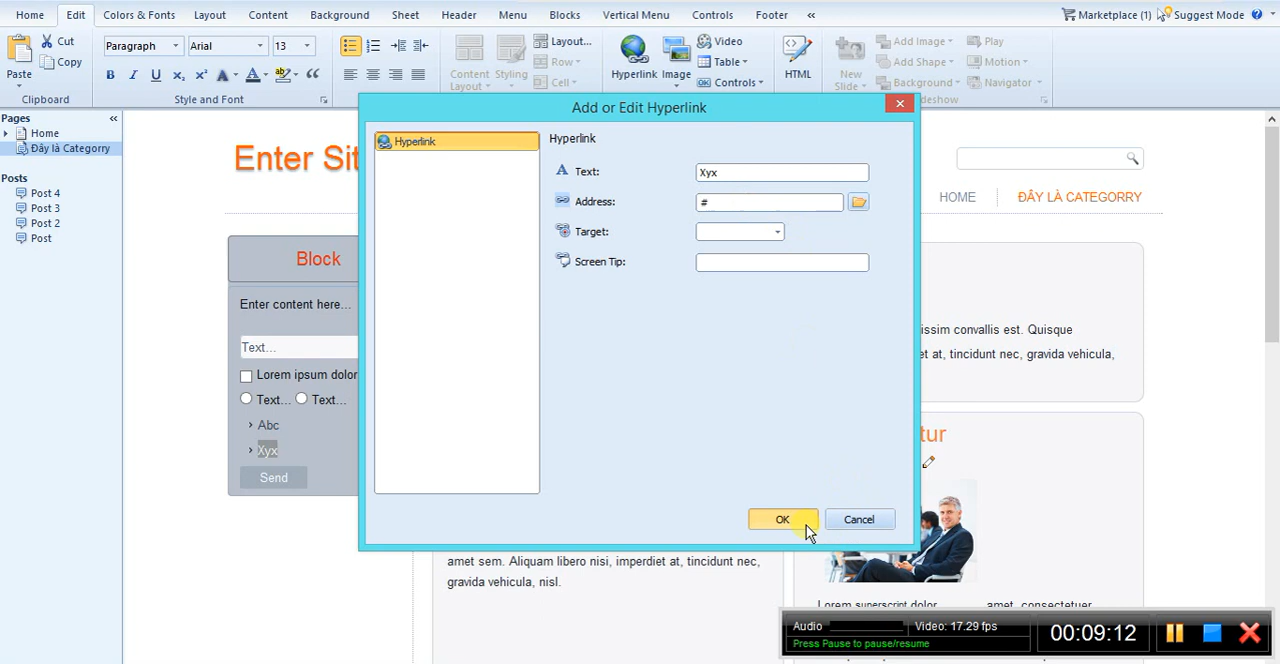 Home Edit Colors & Fonts Layout Content Background Sheet Header Menu Blocks Vertical Menu Controls Footer « Marketplace (1) Suggest Mode
Paste Cut Copy
Clipboard
Paragraph Arial 13
B I U x₂ x² A A ab
Style and Font
Content Layout Styling Layout... Row Cell
Hyperlink Image Video Table Controls
HTML
New Slide Add Image Add Shape Background Play Motion Navigator
deshow
Pages «
Home
Đây là Categorry
Posts
Post 4
Post 3
Post 2
Post
Enter Sit
HOME ĐÂY LÀ CATEGORRY
Block
Enter content here...
Text...
Lorem ipsum dolor
Text... Text...
Abc
Xyx
Send
Add or Edit Hyperlink
Hyperlink
Hyperlink
Text: Xyx
Address: #
Target:
Screen Tip:
OK Cancel
issim convallis est. Quisque
et at, tincidunt nec, gravida vehicula,
tur
amet sem. Aliquam libero nisi, imperdiet at, tincidunt nec,
gravida vehicula, nisl.
Lorem superscript dolor amet, consectetuer
Audio Video: 17.29 fps
Press Pause to pause/resume
00:09:12